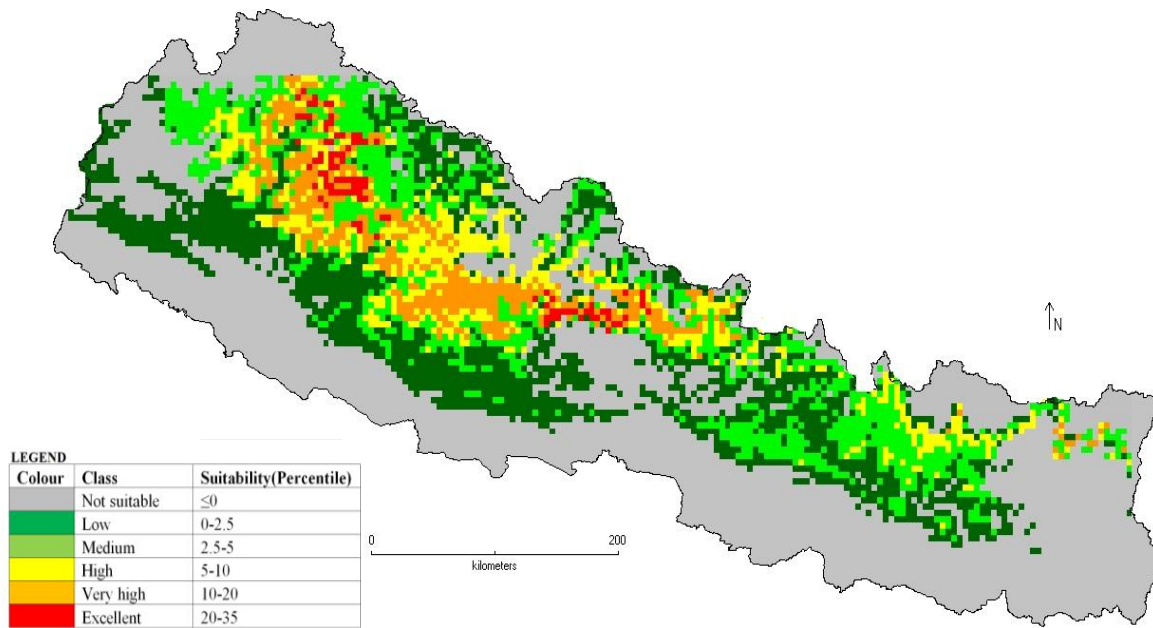 N
LEGEND
Colour Class Suitability(Percentile)
Not suitable ≤0
Low 0-2.5
Medium 2.5-5
High 5-10
Very high 10-20
Excellent 20-35
0 200
kilometers